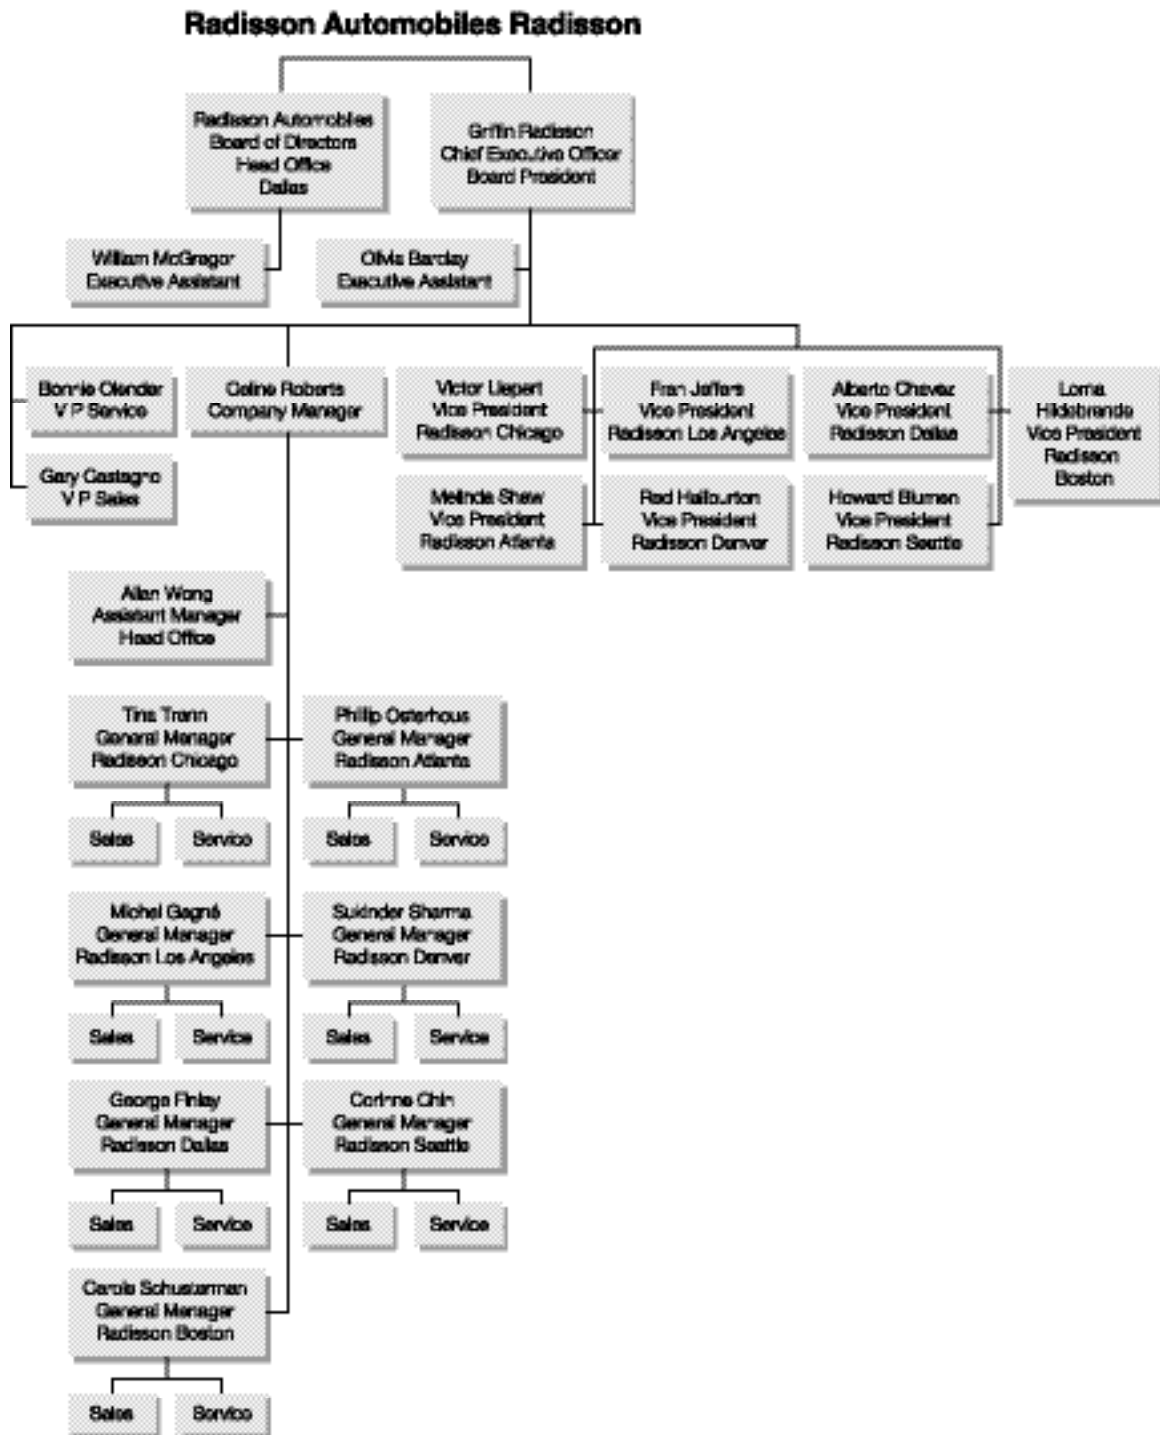 Radisson Automobiles Radisson
Radisson Automobiles
Board of Directors
Head Office
Dallas
Griffin Radisson
Chief Executive Officer
Board President
William McGregor
Executive Assistant
Olivia Barclay
Executive Assistant
Bonnie Olender
V P Service
Celine Roberts
Company Manager
Victor Liepert
Vice President
Radisson Chicago
Fran Jeffers
Vice President
Radisson Los Angeles
Alberto Chavez
Vice President
Radisson Dallas
Lorna
Hildebrande
Vice President
Radisson
Boston
Gary Castagno
V P Sales
Melinda Shaw
Vice President
Radisson Atlanta
Red Haliburton
Vice President
Radisson Denver
Howard Blumen
Vice President
Radisson Seattle
Allan Wong
Assistant Manager
Head Office
Tina Trann
General Manager
Radisson Chicago
Phillip Osterhous
General Manager
Radisson Atlanta
Sales
Service
Sales
Service
Michel Gagné
General Manager
Radisson Los Angeles
Sukinder Sharma
General Manager
Radisson Denver
Sales
Service
Sales
Service
George Finlay
General Manager
Radisson Dallas
Corinne Chin
General Manager
Radisson Seattle
Sales
Service
Sales
Service
Carole Schusterman
General Manager
Radisson Boston
Sales
Service